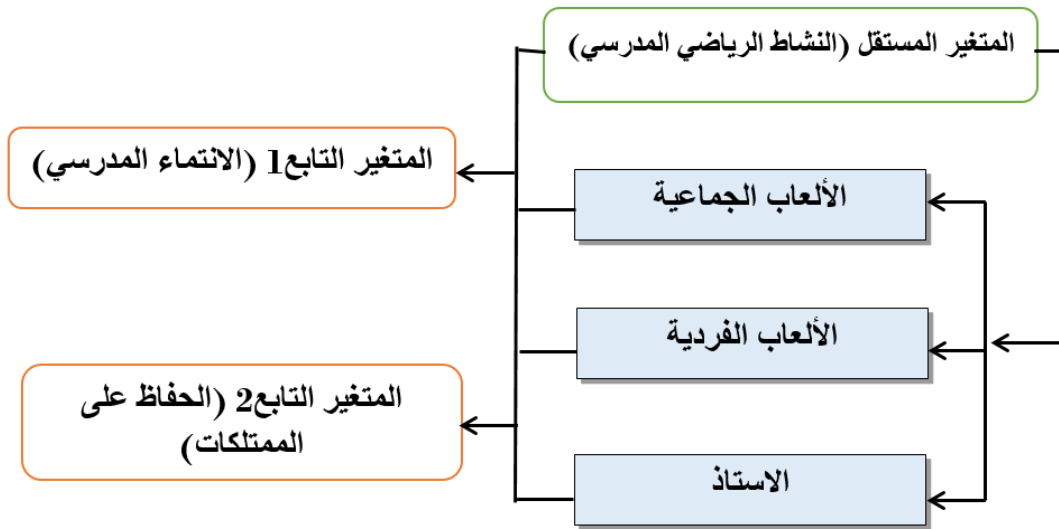 المتغير المستقل (النشاط الرياضي المدرسي)
المتغير التابع1 (الانتماء المدرسي)
الألعاب الجماعية
الألعاب الفردية
المتغير التابع2 (الحفاظ على
الممتلكات)
الاستاذ